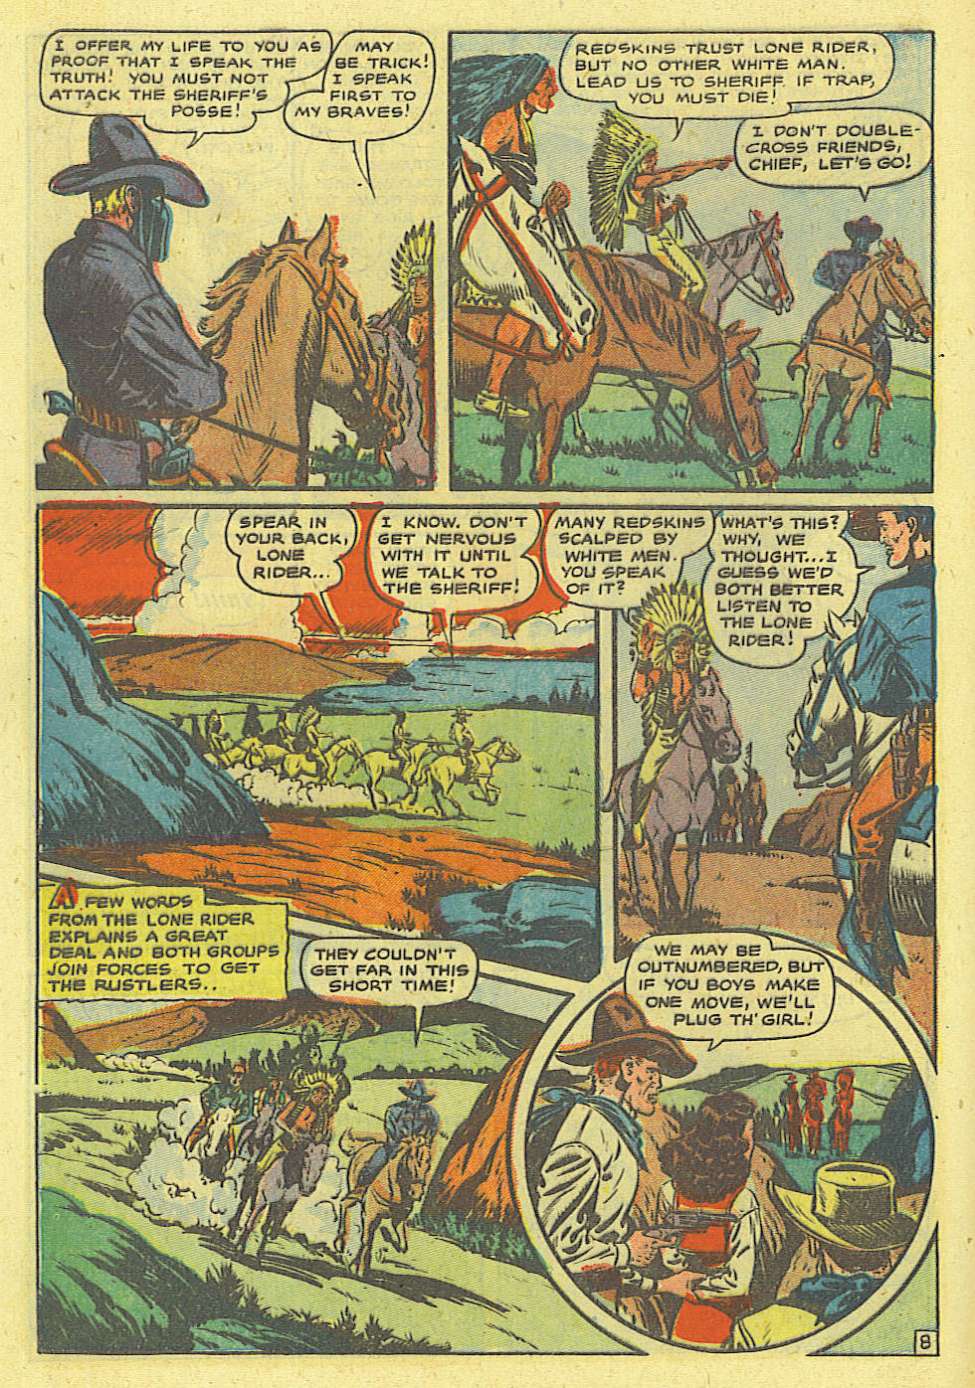 I OFFER MY LIFE TO YOU AS
PROOF THAT I SPEAK THE
TRUTH! YOU MUST NOT
ATTACK THE SHERIFF'S
POSSE!
MAY
BE TRICK!
I SPEAK
FIRST TO
MY BRAVES!
REDSKINS TRUST LONE RIDER,
BUT NO OTHER WHITE MAN.
LEAD US TO SHERIFF. IF TRAP,
YOU MUST DIE!
I DON'T DOUBLE-
CROSS FRIENDS,
CHIEF, LET'S GO!
SPEAR IN
YOUR BACK,
LONE
RIDER...
I KNOW. DON'T
GET NERVOUS
WITH IT UNTIL
WE TALK TO
THE SHERIFF!
MANY REDSKINS
SCALPED BY
WHITE MEN.
YOU SPEAK
OF IT?
WHAT'S THIS?
WHY, WE
THOUGHT...I
GUESS WE'D
BOTH BETTER
LISTEN TO
THE LONE
RIDER!
A FEW WORDS
FROM THE LONE RIDER
EXPLAINS A GREAT
DEAL AND BOTH GROUPS
JOIN FORCES TO GET
THE RUSTLERS..
THEY COULDN'T
GET FAR IN THIS
SHORT TIME!
WE MAY BE
OUTNUMBERED, BUT
IF YOU BOYS MAKE
ONE MOVE, WE'LL
PLUG TH' GIRL!
8